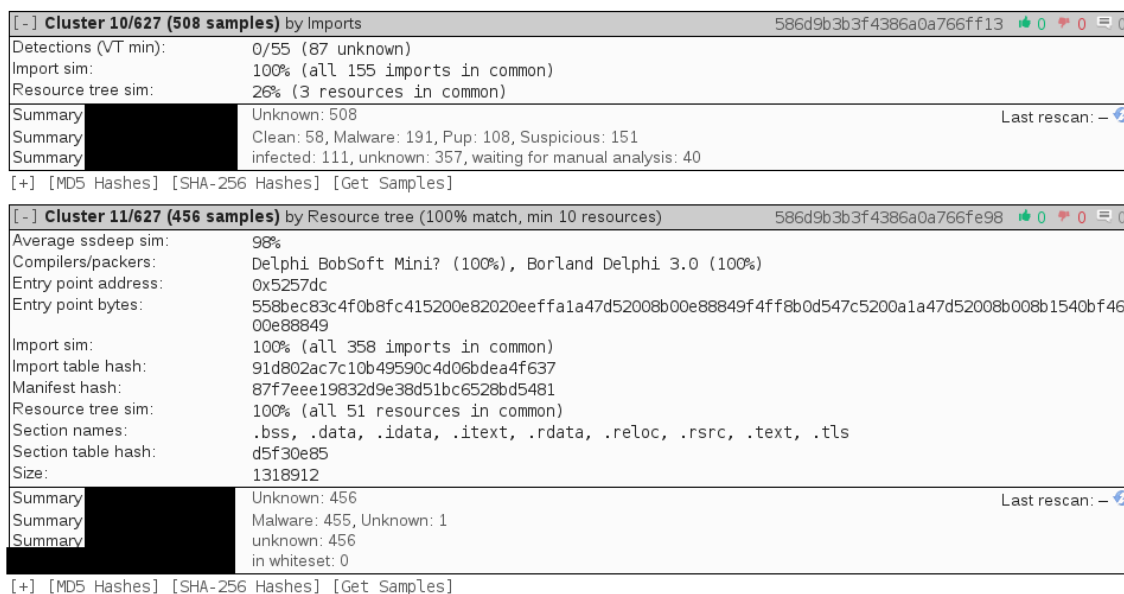 [-] Cluster 10/627 (508 samples) by Imports 586d9b3b3f4386a0a766ff13 0 0 0
Detections (VT min): 0/55 (87 unknown)
Import sim: 100% (all 155 imports in common)
Resource tree sim: 26% (3 resources in common)
Summary Unknown: 508 Last rescan: –
Summary Clean: 58, Malware: 191, Pup: 108, Suspicious: 151
Summary infected: 111, unknown: 357, waiting for manual analysis: 40
[+] [MD5 Hashes] [SHA-256 Hashes] [Get Samples]
[-] Cluster 11/627 (456 samples) by Resource tree (100% match, min 10 resources) 586d9b3b3f4386a0a766fe98 0 0 0
Average ssdeep sim: 98%
Compilers/packers: Delphi BobSoft Mini? (100%), Borland Delphi 3.0 (100%)
Entry point address: 0x5257dc
Entry point bytes: 558bec83c4f0b8fc415200e82020eeffa1a47d52008b00e88849f4ff8b0d547c5200a1a47d52008b008b1540bf46
00e88849
Import sim: 100% (all 358 imports in common)
Import table hash: 91d802ac7c10b49590c4d06bdea4f637
Manifest hash: 87f7eee19832d9e38d51bc6528bd5481
Resource tree sim: 100% (all 51 resources in common)
Section names: .bss, .data, .idata, .itext, .rdata, .reloc, .rsrc, .text, .tls
Section table hash: d5f30e85
Size: 1318912
Summary Unknown: 456 Last rescan: –
Summary Malware: 455, Unknown: 1
Summary unknown: 456
in whiteset: 0
[+] [MD5 Hashes] [SHA-256 Hashes] [Get Samples]